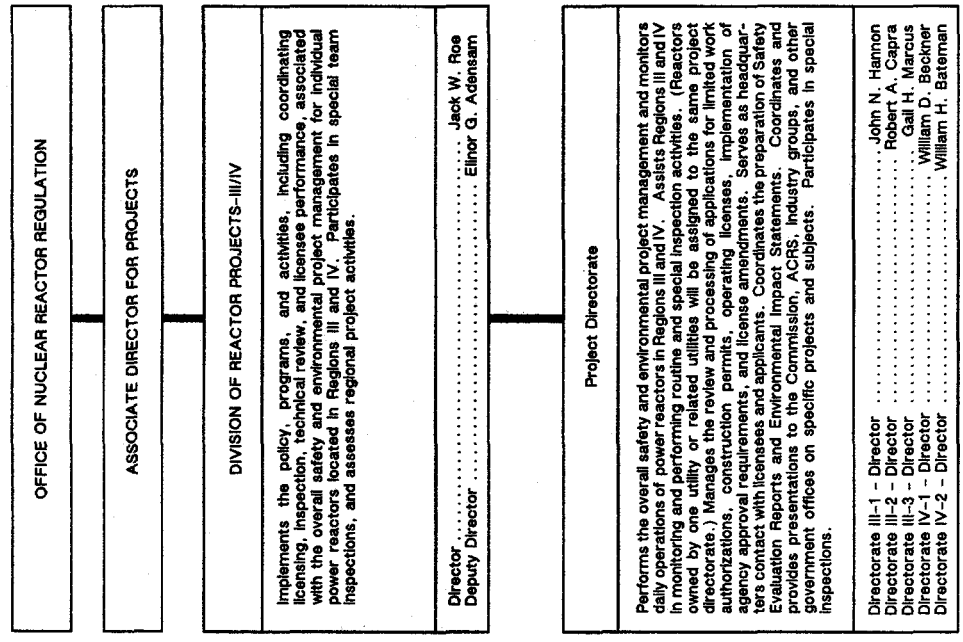 OFFICE OF NUCLEAR REACTOR REGULATION
ASSOCIATE DIRECTOR FOR PROJECTS
DIVISION OF REACTOR PROJECTS-III/IV
Implements the policy, programs, and activities, including coordinating
licensing, inspection, technical review, and licensee performance, associated
with the overall safety and environmental project management for individual
power reactors located in Regions III and IV. Participates in special team
inspections, and assesses regional project activities.
Director .......................................... Jack W. Roe
Deputy Director .......................................... Elinor G. Adensam
Project Directorate
Performs the overall safety and environmental project management and monitors
daily operations of power reactors in Regions III and IV. Assists Regions III and IV
in monitoring and performing routine and special inspection activities. (Reactors
owned by one utility or related utilities will be assigned to the same project
directorate.) Manages the review and processing of applications for limited work
authorizations, construction permits, operating licenses, implementation of
agency approval requirements, and license amendments. Serves as headquar-
ters contact with licensees and applicants. Coordinates the preparation of Safety
Evaluation Reports and Environmental Impact Statements. Coordinates and
provides presentations to the Commission, ACRS, industry groups, and other
government offices on specific projects and subjects. Participates in special
inspections.
Directorate III-1 - Director .......................................... John N. Hannon
Directorate III-2 - Director .......................................... Robert A. Capra
Directorate III-3 - Director .......................................... Gail H. Marcus
Directorate IV-1 - Director .......................................... William D. Beckner
Directorate IV-2 - Director .......................................... William H. Bateman